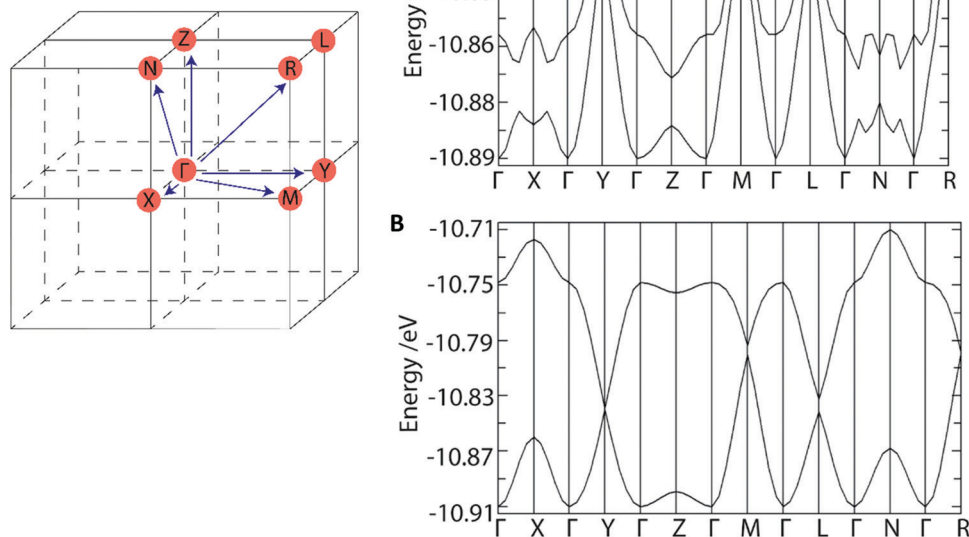 Z
L
N
R
Γ
Y
X
M
Energy
-10.86
-10.88
-10.89
Γ X Γ Y Γ Z Γ M Γ L Γ N Γ R
B
Energy /eV
-10.71
-10.75
-10.79
-10.83
-10.87
-10.91
Γ X Γ Y Γ Z Γ M Γ L Γ N Γ R